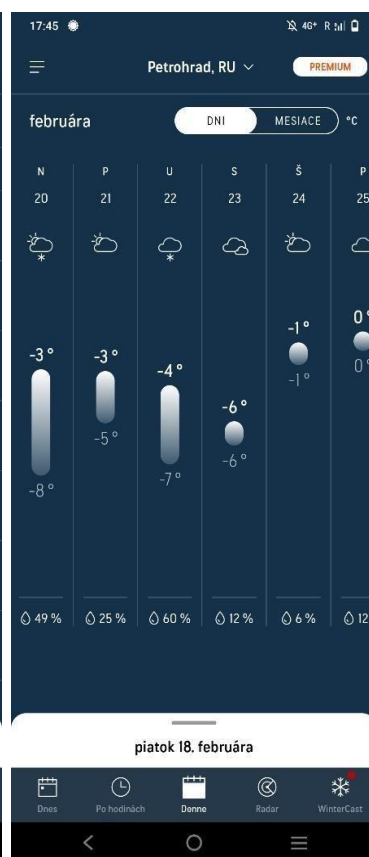 17:45 4G+ R
Petrohrad, RU PREMIUM
februára DNI MESIACE °C
N P U S Š P
20 21 22 23 24 25
-1° 0°
-1° 0°
-3° -3° -4°
-6°
-5° -6°
-8° -7°
49 % 25 % 60 % 12 % 6 % 12
piatok 18. februára
Dnes Po hodinách Denne Radar WinterCast